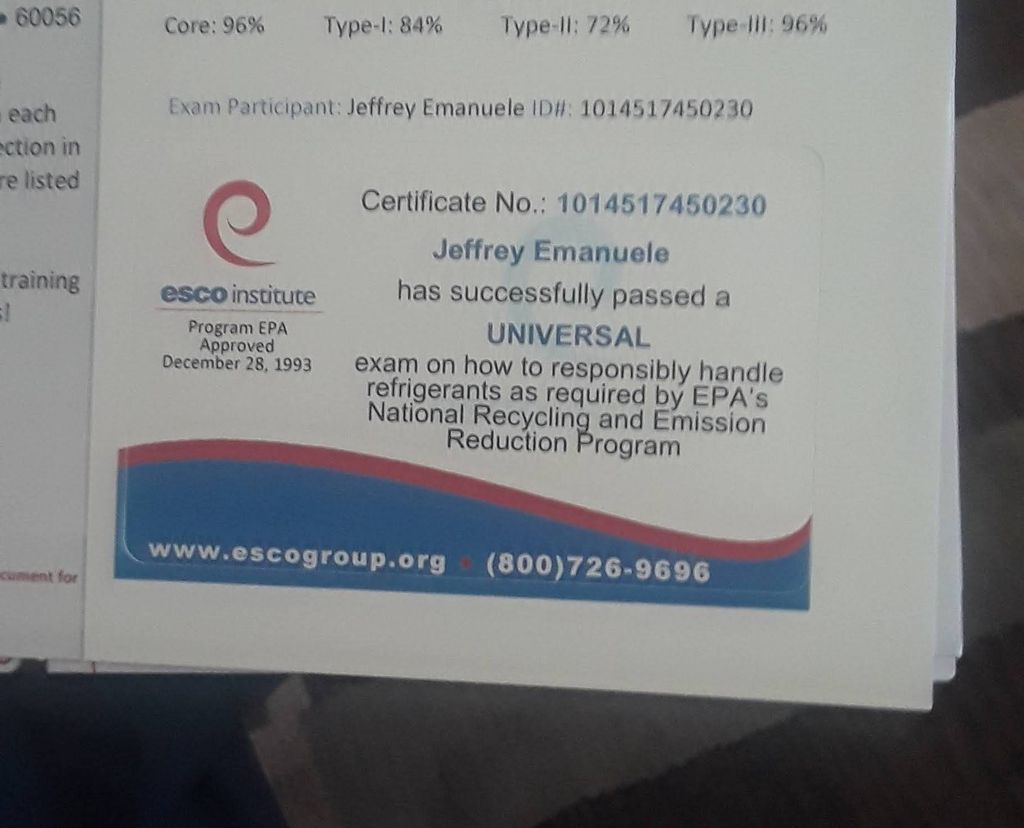 60056
Core: 96% Type-I: 84% Type-II: 72% Type-III: 96%
each
ection in
re listed
training
s!
cument for
Exam Participant: Jeffrey Emanuele ID#: 1014517450230
esco institute
Program EPA
Approved
December 28, 1993
Certificate No.: 1014517450230
Jeffrey Emanuele
has successfully passed a
UNIVERSAL
exam on how to responsibly handle
refrigerants as required by EPA's
National Recycling and Emission
Reduction Program
www.escogroup.org • (800)726-9696